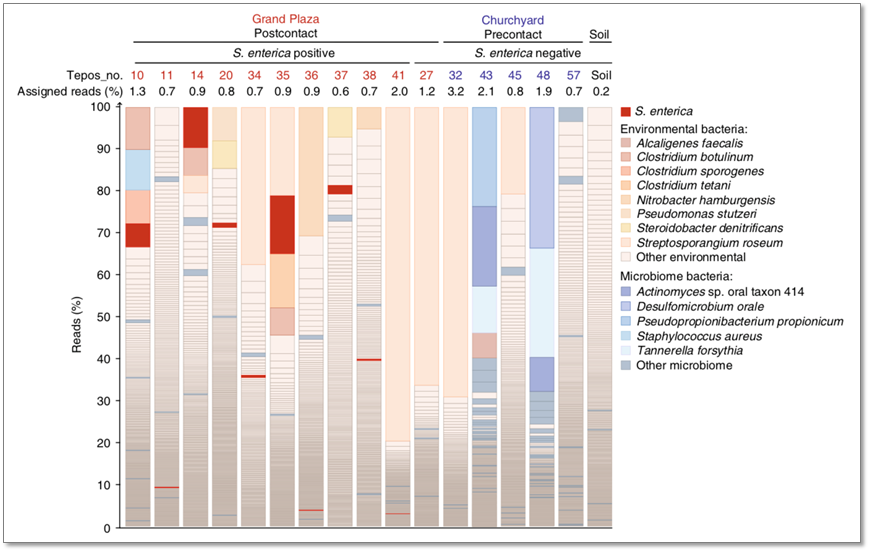 Grand Plaza
Postcontact
Churchyard
Precontact
Soil
S. enterica positive
S. enterica negative
Tepos_no. 10 11 14 20 34 35 36 37 38 41 27 32 43 45 48 57 Soil
Assigned reads (%) 1.3 0.7 0.9 0.8 0.7 0.9 0.9 0.6 0.7 2.0 1.2 3.2 2.1 0.8 1.9 0.7 0.2
Reads (%)
100
90
80
70
60
50
40
30
20
10
0
S. enterica
Environmental bacteria:
Alcaligenes faecalis
Clostridium botulinum
Clostridium sporogenes
Clostridium tetani
Nitrobacter hamburgensis
Pseudomonas stutzeri
Steroidobacter denitrificans
Streptosporangium roseum
Other environmental
Microbiome bacteria:
Actinomyces sp. oral taxon 414
Desulfomicrobium orale
Pseudopropionibacterium propionicum
Staphylococcus aureus
Tannerella forsythia
Other microbiome